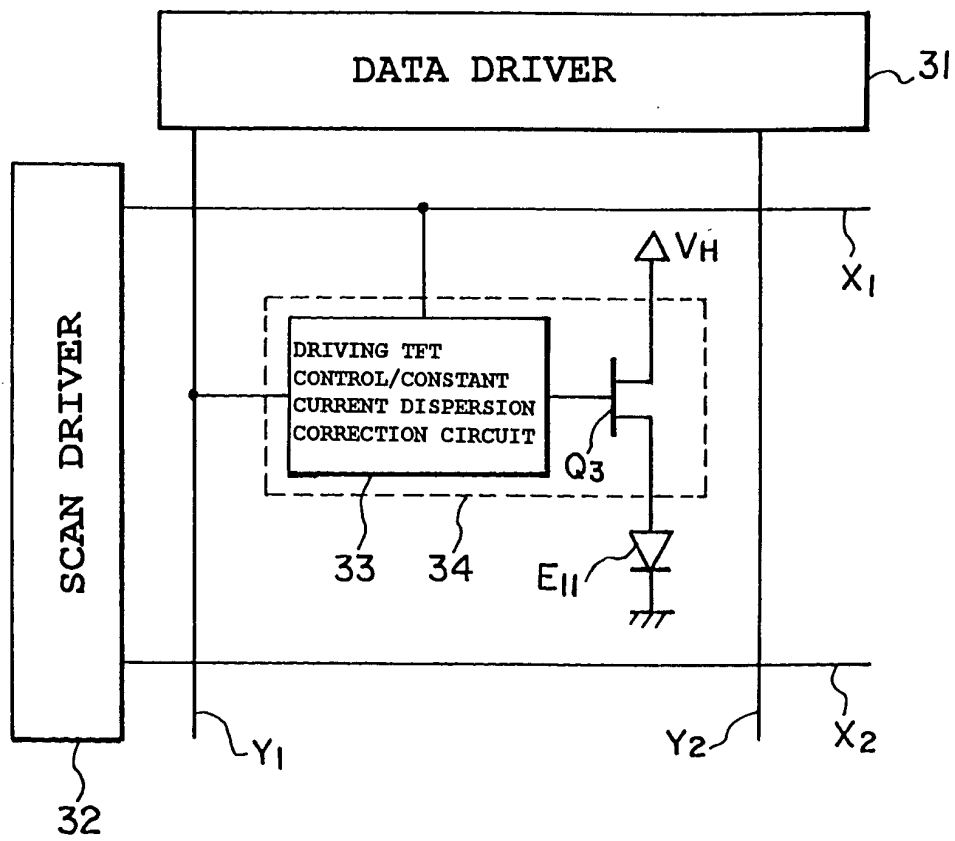 DATA DRIVER
31
SCAN DRIVER
X1
VH
DRIVING TFT
CONTROL/CONSTANT
CURRENT DISPERSION
CORRECTION CIRCUIT
Q3
33
34
E11
X2
Y1
Y2
32